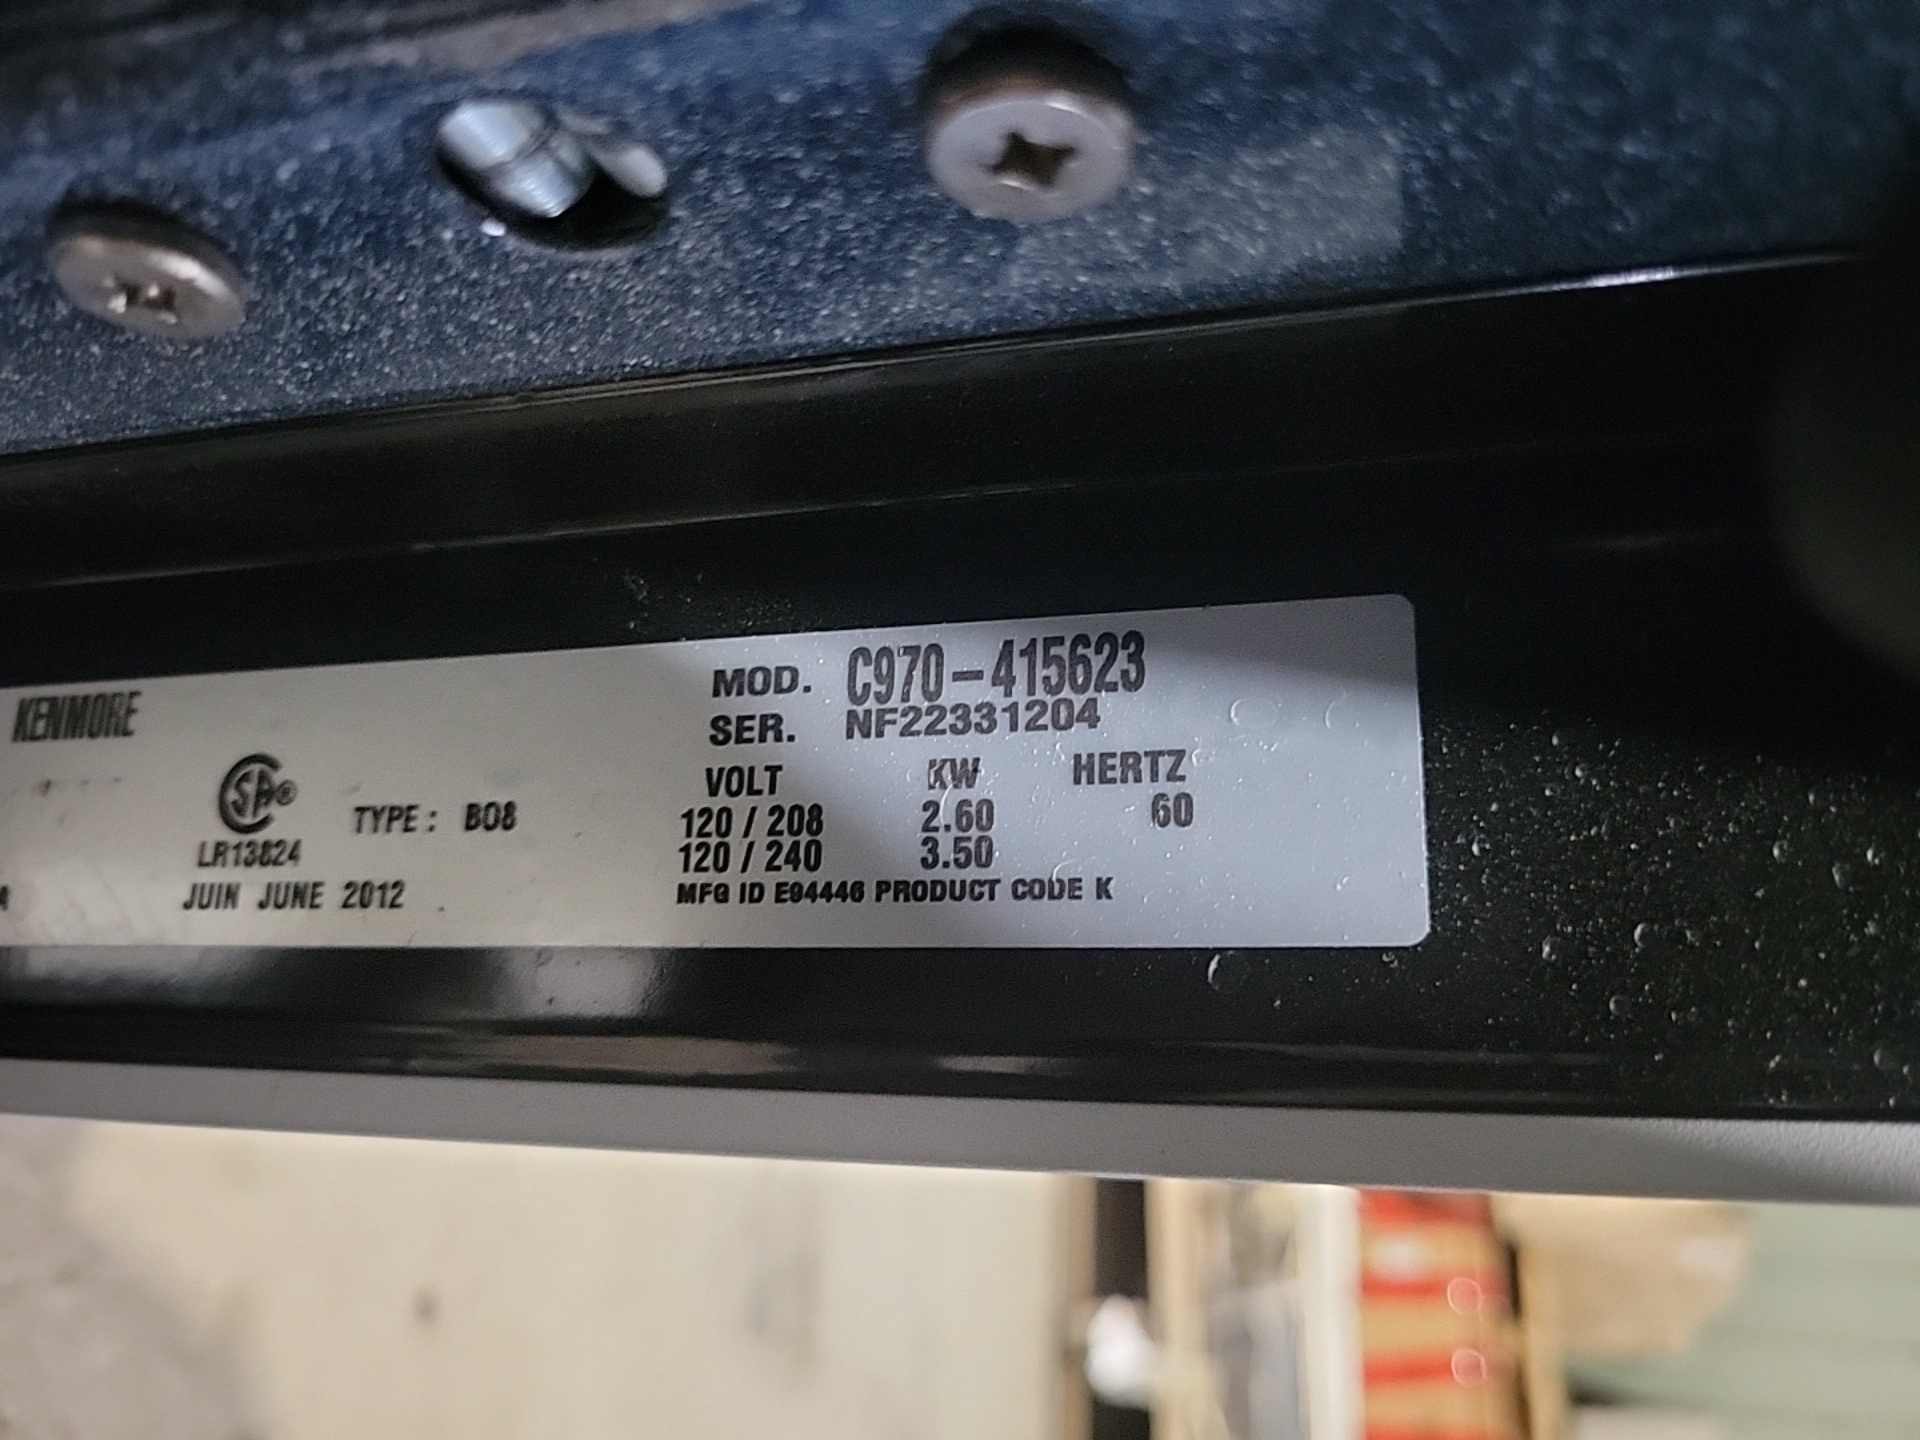 KENMORE
MOD. C970-415623
SER. NF22331204
VOLT KW HERTZ
120 / 208 2.60 60
120 / 240 3.50
SA®
LR13824
TYPE: B08
JUIN JUNE 2012
MFG ID E94446 PRODUCT CODE K